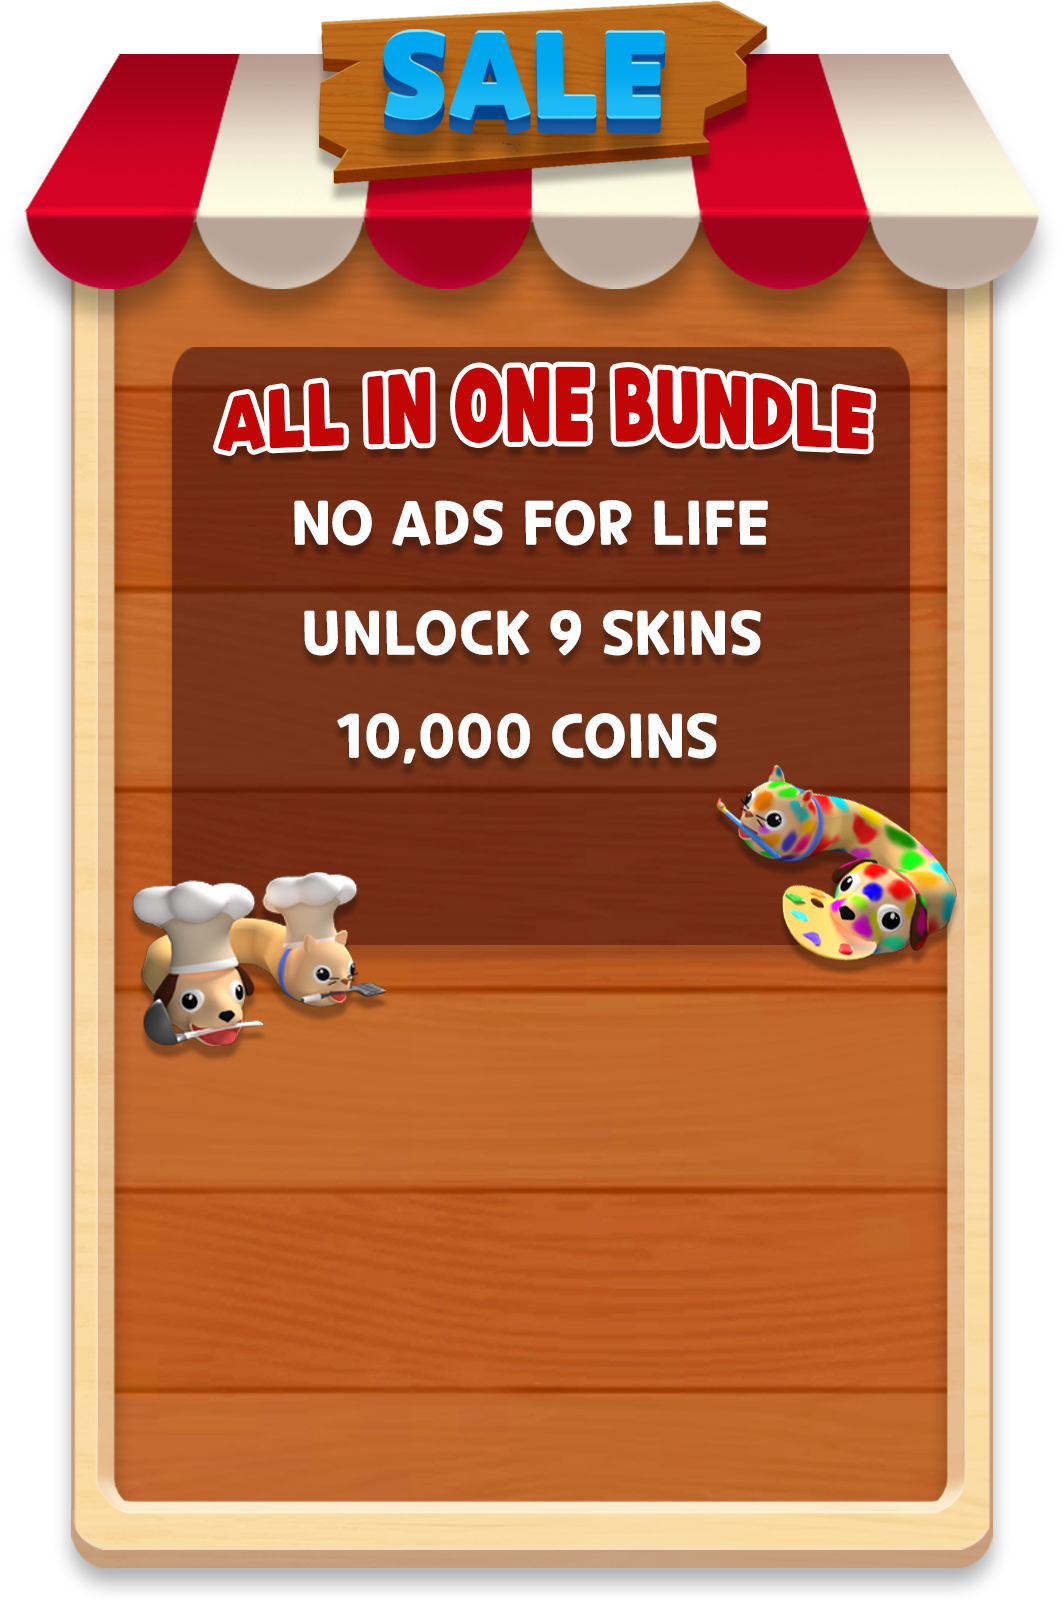 SALE
ALL IN ONE BUNDLE
NO ADS FOR LIFE
UNLOCK 9 SKINS
10,000 COINS